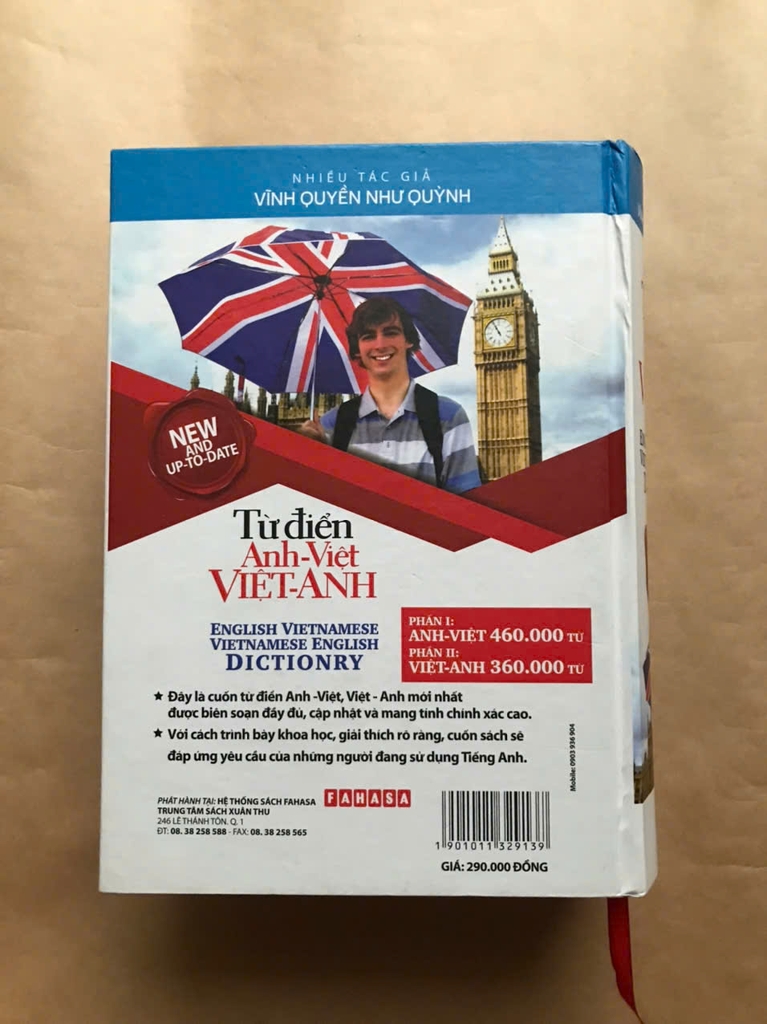 NHIỀU TÁC GIẢ
VĨNH QUYỀN NHƯ QUỲNH
NEW
AND
UP-TO-DATE
Từ điển
Anh-Việt
VIỆT-ANH
ENGLISH VIETNAMESE
VIETNAMESE ENGLISH
DICTIONRY
PHẦN I:
ANH-VIỆT 460.000 TỪ
PHẦN II:
VIỆT-ANH 360.000 TỪ
★ Đây là cuốn từ điển Anh -Việt, Việt - Anh mới nhất
được biên soạn đầy đủ, cập nhật và mang tính chính xác cao.
★ Với cách trình bày khoa học, giải thích rõ ràng, cuốn sách sẽ
đáp ứng yêu cầu của những người đang sử dụng Tiếng Anh.
Mobile: 0903 936 904
PHÁT HÀNH TẠI: HỆ THỐNG SÁCH FAHASA
TRUNG TÂM SÁCH XUÂN THU
246 LÊ THÁNH TÔN. Q. 1
ĐT: 08. 38 258 588 - FAX: 08. 38 258 565
FAHASA
1 901011 329139
GIÁ: 290.000 ĐỒNG